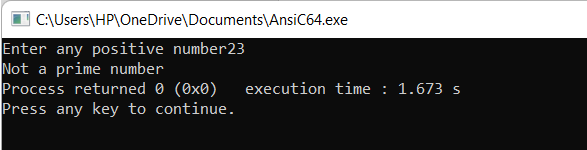 C:\Users\HP\OneDrive\Documents\AnsiC64.exe
Enter any positive number23
Not a prime number
Process returned 0 (0x0)   execution time : 1.673 s
Press any key to continue.